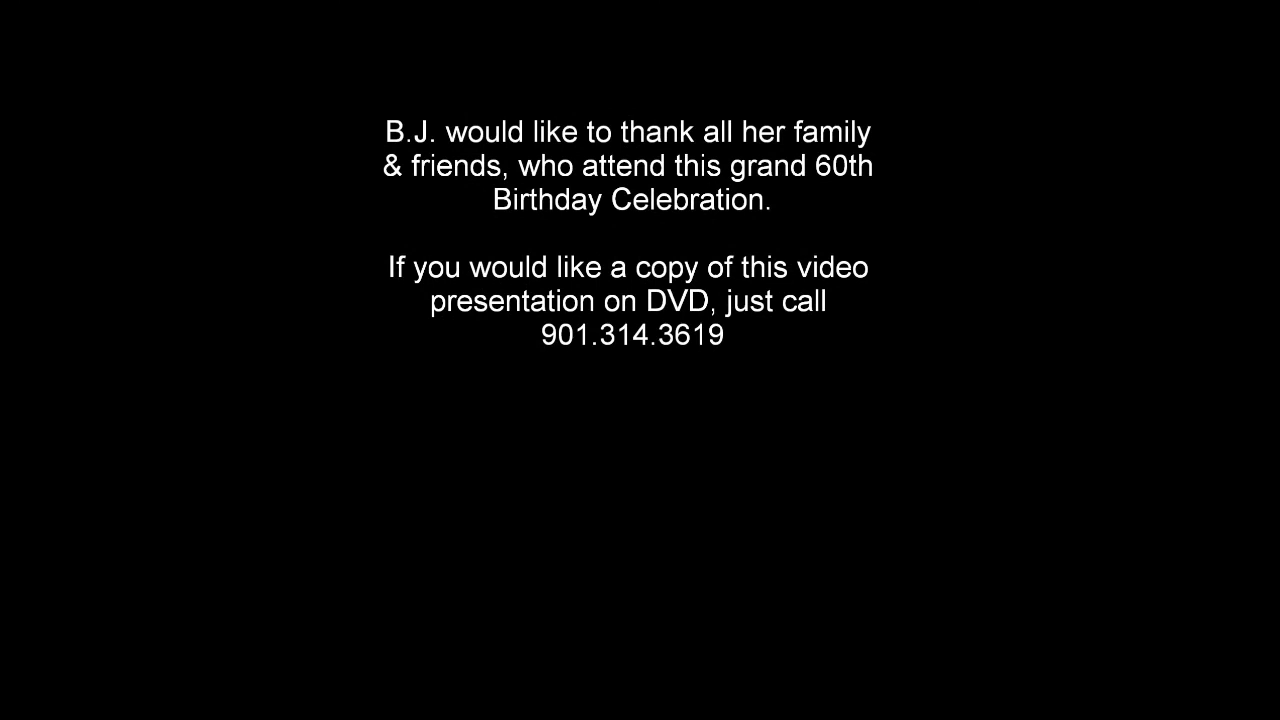 B.J. would like to thank all her family
& friends, who attend this grand 60th
Birthday Celebration.
If you would like a copy of this video
presentation on DVD, just call
901.314.3619